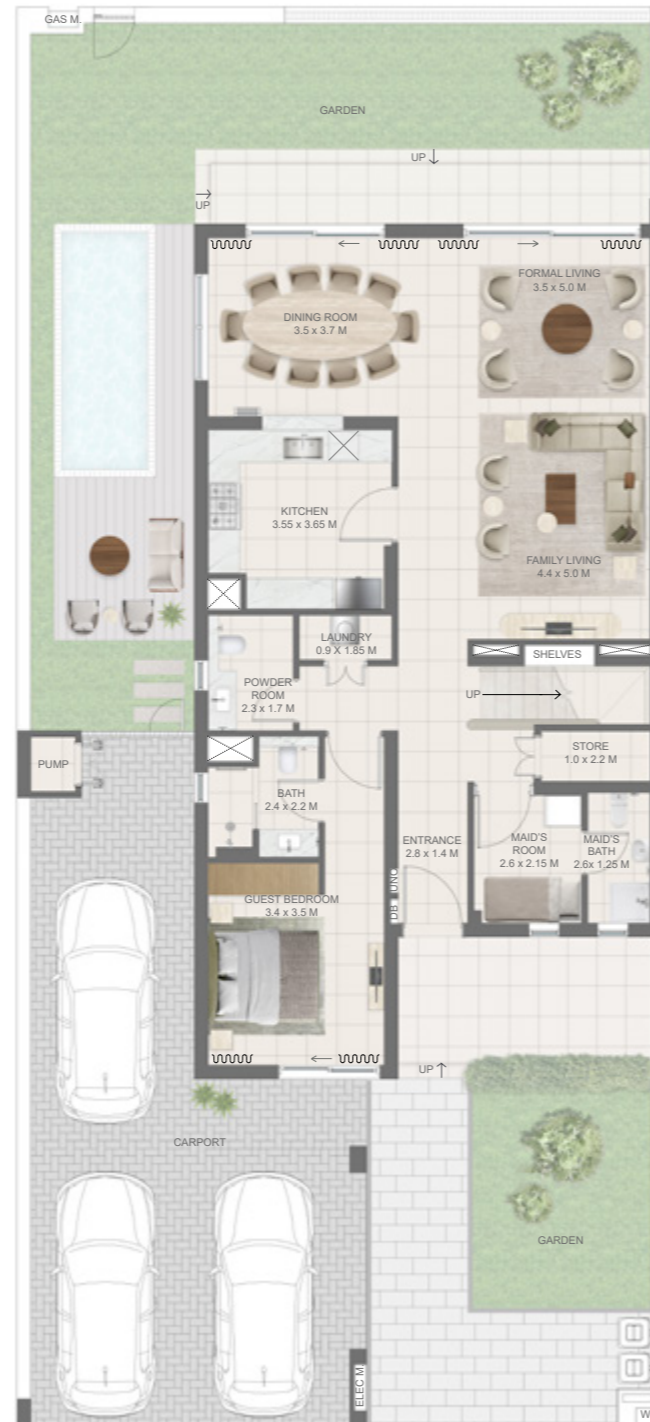 GAS M.
GARDEN
UP
UP
FORMAL LIVING
3.5 x 5.0 M
DINING ROOM
3.5 x 3.7 M
KITCHEN
3.55 x 3.65 M
FAMILY LIVING
4.4 x 5.0 M
LAUNDRY
0.9 X 1.85 M
SHELVES
POWDER
ROOM
2.3 x 1.7 M
UP
STORE
1.0 x 2.2 M
PUMP
BATH
2.4 x 2.2 M
ENTRANCE
2.8 x 1.4 M
MAID'S
ROOM
2.6 x 2.15 M
MAID'S
BATH
2.6x 1.25 M
DB JUNC
GUEST BEDROOM
3.4 x 3.5 M
UP
CARPORT
GARDEN
ELEC M
W